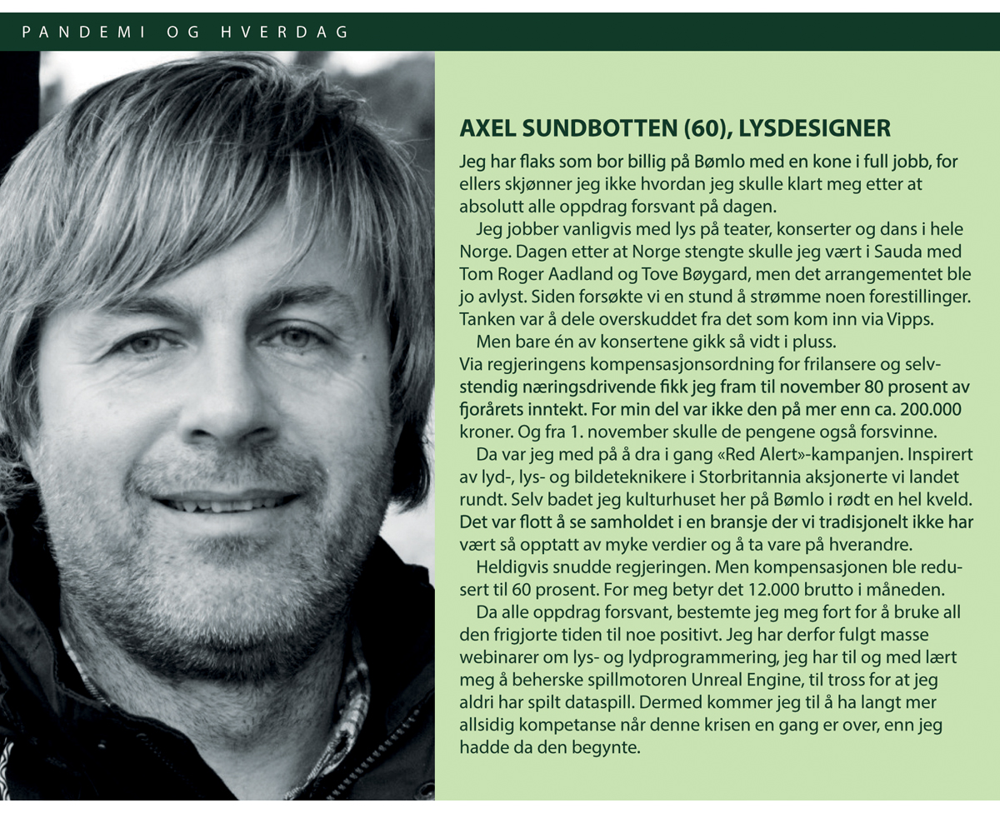 PANDEMI OG HVERDAG
AXEL SUNDBOTTEN (60), LYSDESIGNER
Jeg har flaks som bor billig på Bømlo med en kone i full jobb, for
ellers skjønner jeg ikke hvordan jeg skulle klart meg etter at
absolutt alle oppdrag forsvant på dagen.
Jeg jobber vanligvis med lys på teater, konserter og dans i hele
Norge. Dagen etter at Norge stengte skulle jeg vært i Sauda med
Tom Roger Aadland og Tove Bøygard, men det arrangementet ble
jo avlyst. Siden forsøkte vi en stund å strømme noen forestillinger.
Tanken var å dele overskuddet fra det som kom inn via Vipps.
Men bare én av konsertene gikk så vidt i pluss.
Via regjeringens kompensasjonsordning for frilansere og selv-
stendig næringsdrivende fikk jeg fram til november 80 prosent av
fjorårets inntekt. For min del var ikke den på mer enn ca. 200.000
kroner. Og fra 1. november skulle de pengene også forsvinne.
Da var jeg med på å dra i gang «Red Alert»-kampanjen. Inspirert
av lyd-, lys- og bildeteknikere i Storbritannia aksjonerte vi landet
rundt. Selv badet jeg kulturhuset her på Bømlo i rødt en hel kveld.
Det var flott å se samholdet i en bransje der vi tradisjonelt ikke har
vært så opptatt av myke verdier og å ta vare på hverandre.
Heldigvis snudde regjeringen. Men kompensasjonen ble redu-
sert til 60 prosent. For meg betyr det 12.000 brutto i måneden.
Da alle oppdrag forsvant, bestemte jeg meg fort for å bruke all
den frigjorte tiden til noe positivt. Jeg har derfor fulgt masse
webinarer om lys- og lydprogrammering, jeg har til og med lært
meg å beherske spillmotoren Unreal Engine, til tross for at jeg
aldri har spilt dataspill. Dermed kommer jeg til å ha langt mer
allsidig kompetanse når denne krisen en gang er over, enn jeg
hadde da den begynte.